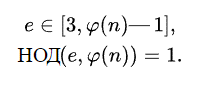 e ∈ [3, φ(n)—1],
НОД(e, φ(n)) = 1.